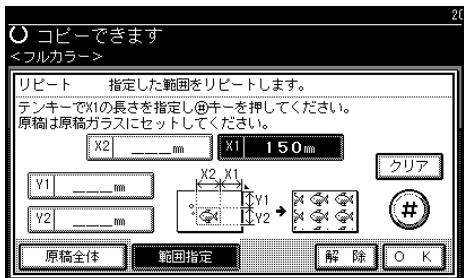 20
コピーできます
<フルカラー>
リピート 指定した範囲をリピートします。
テンキーでX1の長さを指定し#キーを押してください。
原稿は原稿ガラスにセットしてください。
X2 ___mm X1 150mm
クリア
Y1 ___mm
Y2 ___mm
X2 X1
Y1
Y2
#
原稿全体 範囲指定 解 除 O K